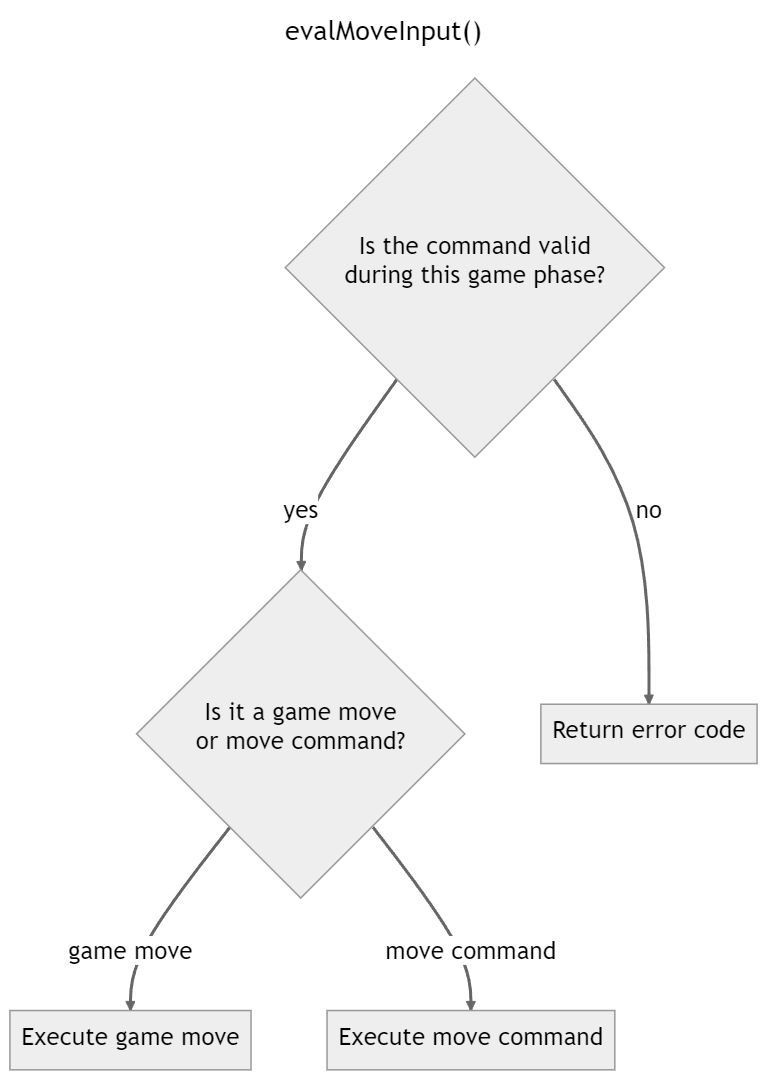 evalMoveInput()
Is the command valid
during this game phase?
yes
no
Is it a game move
or move command?
Return error code
game move
move command
Execute game move
Execute move command